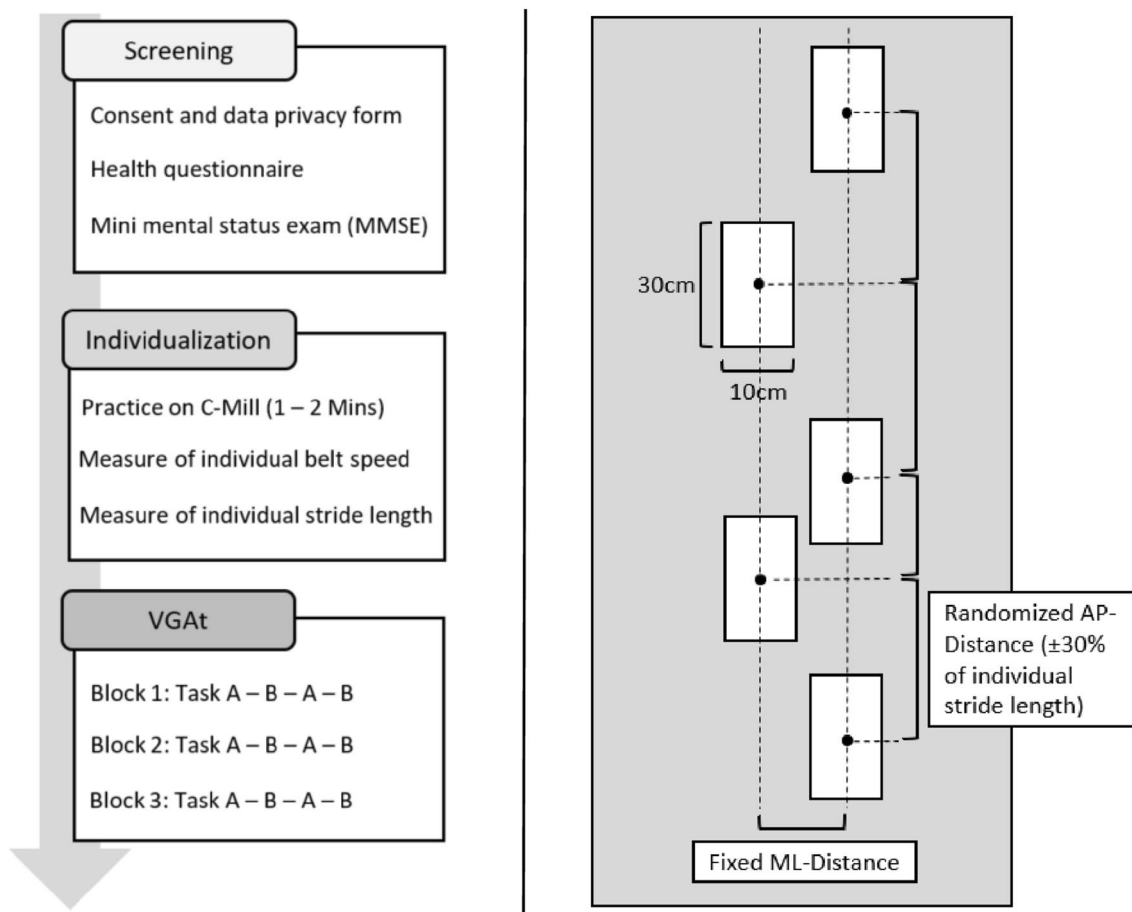 Screening
Consent and data privacy form
Health questionnaire
Mini mental status exam (MMSE)
Individualization
Practice on C-Mill (1 – 2 Mins)
Measure of individual belt speed
Measure of individual stride length
VGAt
Block 1: Task A – B – A – B
Block 2: Task A – B – A – B
Block 3: Task A – B – A – B
30cm
10cm
Randomized AP-
Distance (±30%
of individual
stride length)
Fixed ML-Distance